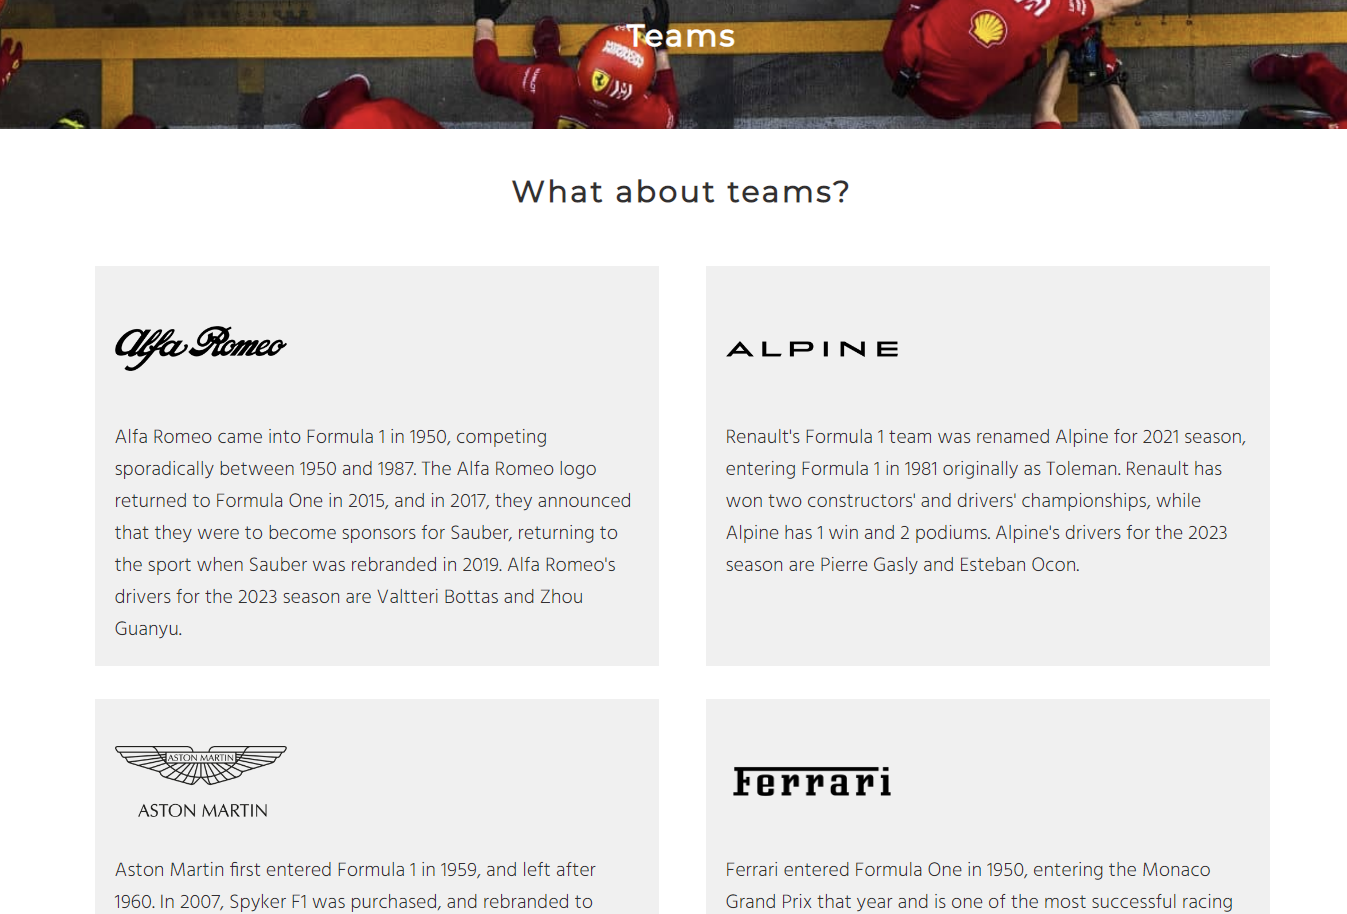 Teams
MISSION
WINNOW
What about teams?
Alfa Romeo
ALPINE
Alfa Romeo came into Formula 1 in 1950, competing
sporadically between 1950 and 1987. The Alfa Romeo logo
returned to Formula One in 2015, and in 2017, they announced
that they were to become sponsors for Sauber, returning to
the sport when Sauber was rebranded in 2019. Alfa Romeo's
drivers for the 2023 season are Valtteri Bottas and Zhou
Guanyu.
Renault's Formula 1 team was renamed Alpine for 2021 season,
entering Formula 1 in 1981 originally as Toleman. Renault has
won two constructors' and drivers' championships, while
Alpine has 1 win and 2 podiums. Alpine's drivers for the 2023
season are Pierre Gasly and Esteban Ocon.
ASTON MARTIN
ASTON MARTIN
Ferrari
Aston Martin first entered Formula 1 in 1959, and left after
1960. In 2007, Spyker F1 was purchased, and rebranded to
Ferrari entered Formula One in 1950, entering the Monaco
Grand Prix that year and is one of the most successful racing